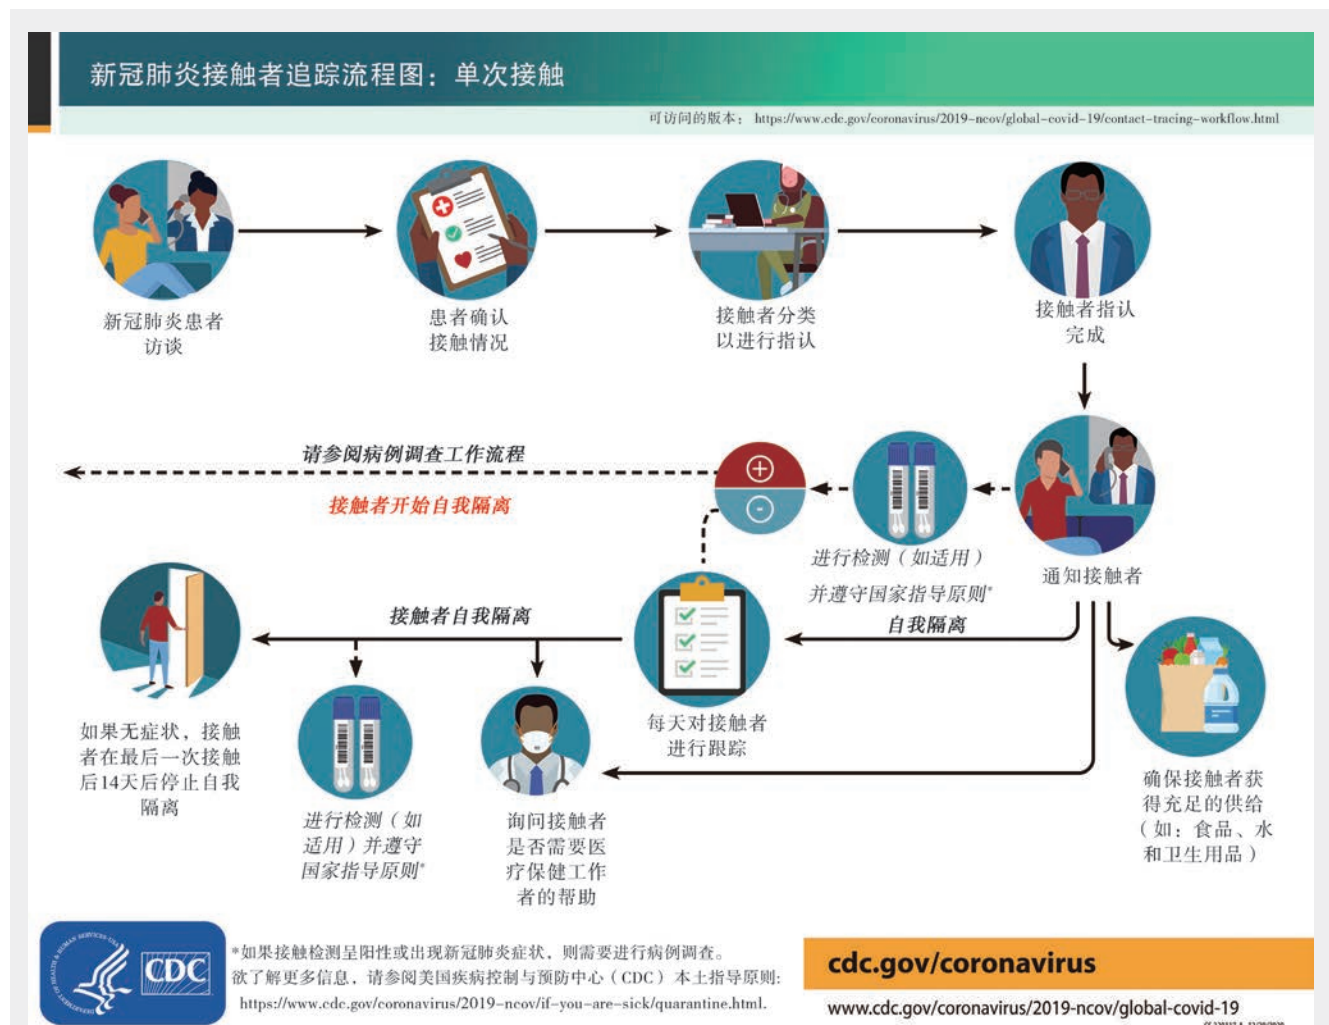 新冠肺炎接触者追踪流程图：单次接触
可访问的版本： https://www.cdc.gov/coronavirus/2019-ncov/global-covid-19/contact-tracing-workflow.html
新冠肺炎患者
访谈
患者确认
接触情况
接触者分类
以进行指认
接触者指认
完成
请参阅病例调查工作流程
接触者开始自我隔离
进行检测（如适用）
并遵守国家指导原则*
通知接触者
自我隔离
接触者自我隔离
如果无症状，接触
者在最后一次接触
后14天后停止自我
隔离
进行检测（如
适用）并遵守
国家指导原则*
询问接触者
是否需要医
疗保健工作
者的帮助
每天对接触者
进行跟踪
确保接触者获
得充足的供给
（如：食品、水
和卫生用品）
DEPARTMENT OF HEALTH & HUMAN SERVICES·USA
CDC
*如果接触检测呈阳性或出现新冠肺炎症状，则需要进行病例调查。
欲了解更多信息，请参阅美国疾病控制与预防中心（CDC）本土指导原则:
https://www.cdc.gov/coronavirus/2019-ncov/if-you-are-sick/quarantine.html.
cdc.gov/coronavirus
www.cdc.gov/coronavirus/2019-ncov/global-covid-19